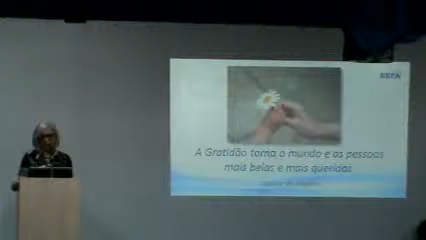 A Gratidão torna o mundo e as pessoas
mais belas e mais queridas